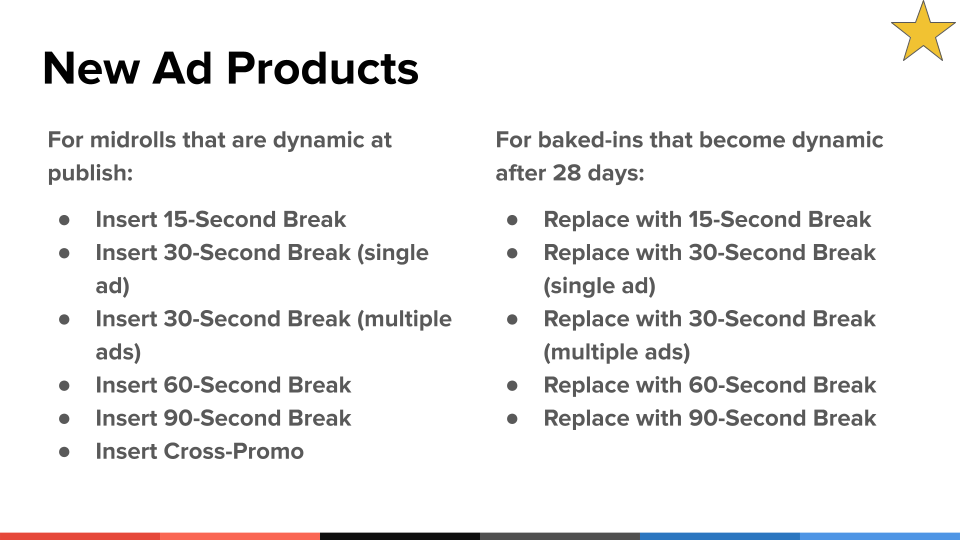 New Ad Products
For midrolls that are dynamic at
publish:
● Insert 15-Second Break
● Insert 30-Second Break (single
ad)
● Insert 30-Second Break (multiple
ads)
● Insert 60-Second Break
● Insert 90-Second Break
● Insert Cross-Promo
For baked-ins that become dynamic
after 28 days:
● Replace with 15-Second Break
● Replace with 30-Second Break
(single ad)
● Replace with 30-Second Break
(multiple ads)
● Replace with 60-Second Break
● Replace with 90-Second Break